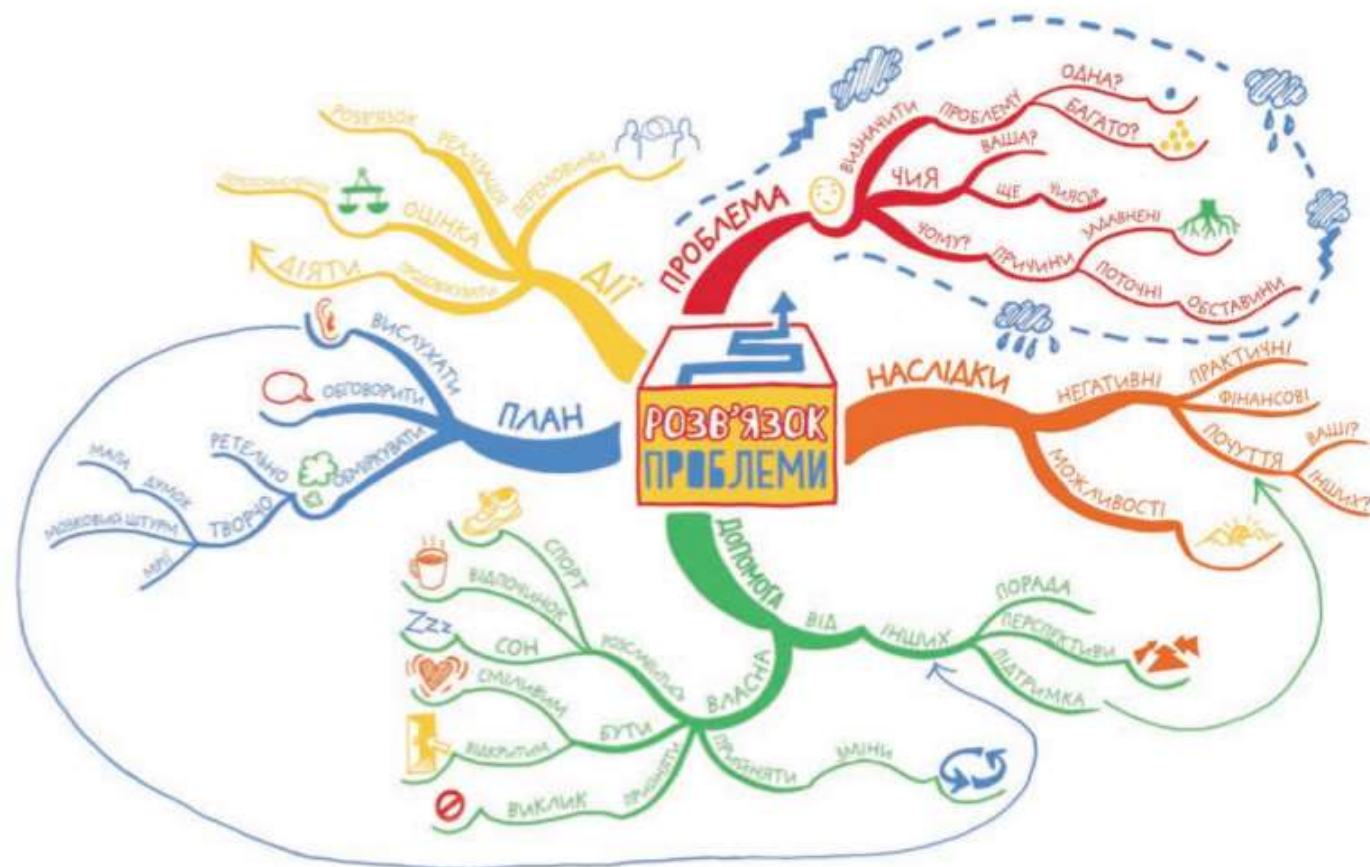 РОЗВ'ЯЗОК
ПРОБЛЕМИ
ПРОБЛЕМА
ВИЗНАЧИТИ
ПРОБЛЕМУ
ОДНА?
БАГАТО?
ЧИЯ
ВАША?
ЩЕ
ЧИЯСЬ?
ЧОМУ?
ПРИЧИНИ
ЗАДАВНЕНІ
ПОТОЧНІ
ОБСТАВИНИ
НАСЛІДКИ
НЕГАТИВНІ
ПРАКТИЧНІ
ФІНАНСОВІ
ПОЧУТТЯ
ВАШІ?
ІНШИХ?
МОЖЛИВОСТІ
ДОПОМОГА
ВІД
ІНШИХ
ПОРАДА
ПЕРСПЕКТИВИ
ПІДТРИМКА
ВЛАСНА
РОЗСЛАБИТИСЬ
СПОРТ
ВІДПОЧИНОК
СОН
Zzz
БУТИ
СМІЛИВИМ
ВІДКРИТИМ
ПРИЙНЯТИ
ВИКЛИК
ПРИЙНЯТИ
ЗМІНИ
ПЛАН
ВИСЛУХАТИ
ОБГОВОРИТИ
ОБМІРКУВАТИ
РЕТЕЛЬНО
ТВОРЧО
МАПА
ДУМОК
МОЗКОВИЙ ШТУРМ
МРІЇ
ДІЇ
ПЕРЕМОВИНИ
РЕАЛІЗАЦІЯ
РОЗВ'ЯЗОК
ОЦІНКА
ПРОДОВЖУВАТИ
ДІЯТИ